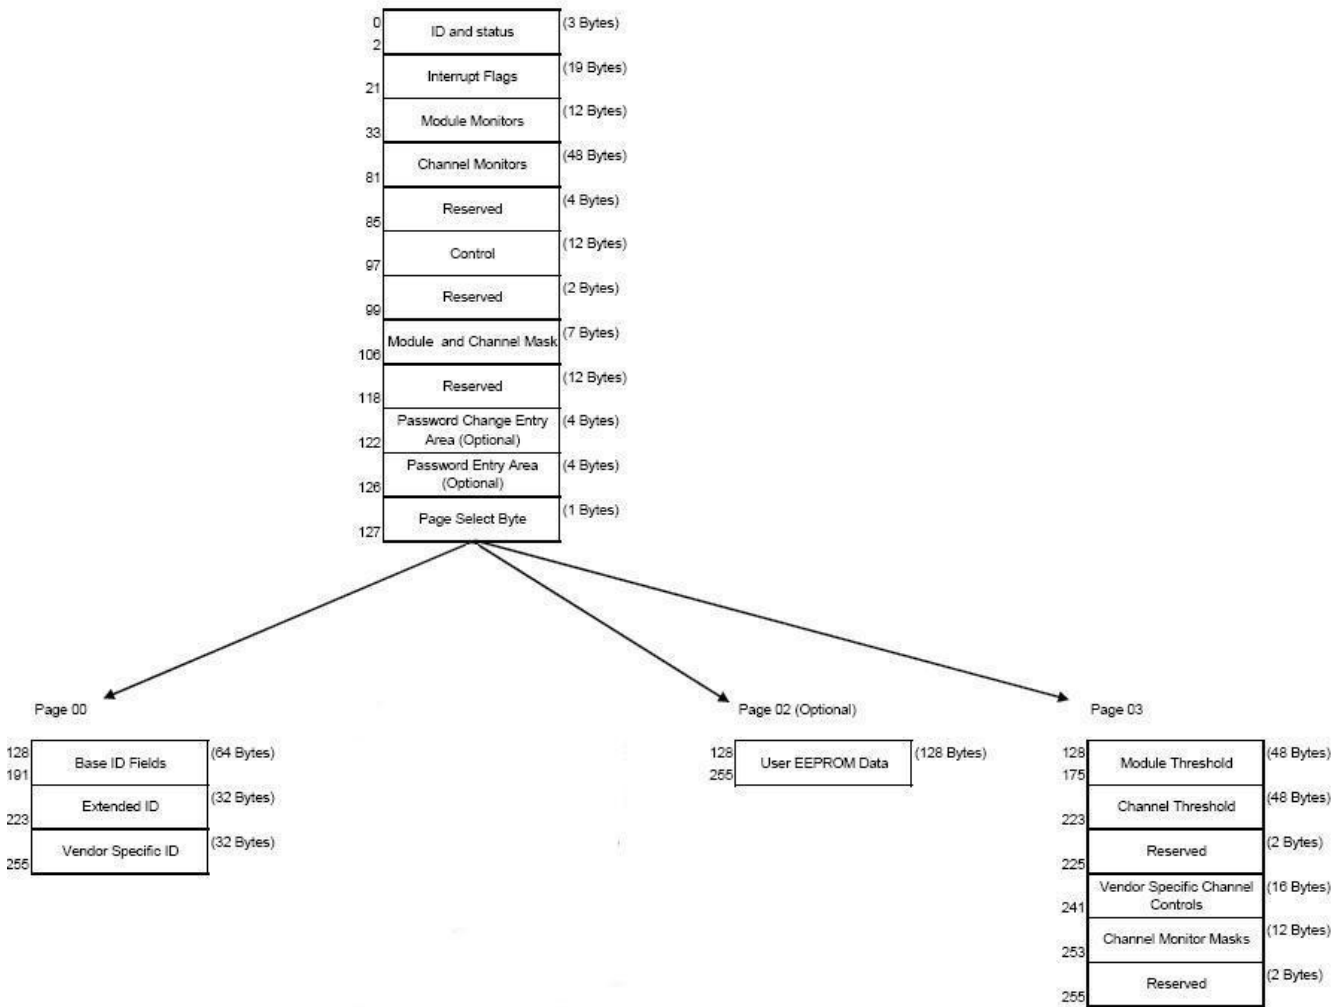 0
ID and status
(3 Bytes)
2
Interrupt Flags
(19 Bytes)
21
Module Monitors
(12 Bytes)
33
Channel Monitors
(48 Bytes)
81
Reserved
(4 Bytes)
85
Control
(12 Bytes)
97
Reserved
(2 Bytes)
99
Module and Channel Mask
(7 Bytes)
106
Reserved
(12 Bytes)
118
Password Change Entry
Area (Optional)
(4 Bytes)
122
Password Entry Area
(Optional)
(4 Bytes)
126
Page Select Byte
(1 Bytes)
127
Page 00
128
Base ID Fields
(64 Bytes)
191
Extended ID
(32 Bytes)
223
Vendor Specific ID
(32 Bytes)
255
Page 02 (Optional)
128
User EEPROM Data
(128 Bytes)
255
Page 03
128
Module Threshold
(48 Bytes)
175
Channel Threshold
(48 Bytes)
223
Reserved
(2 Bytes)
225
Vendor Specific Channel
Controls
(16 Bytes)
241
Channel Monitor Masks
(12 Bytes)
253
Reserved
(2 Bytes)
255